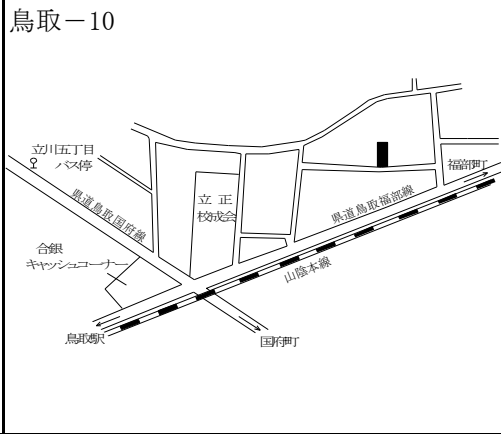 鳥取－10
立川五丁目
バス停
福部町
立 正
校成会
県道鳥取国府線
県道鳥取福部線
合銀
キャッシュコーナー
山陰本線
鳥取駅
国府町